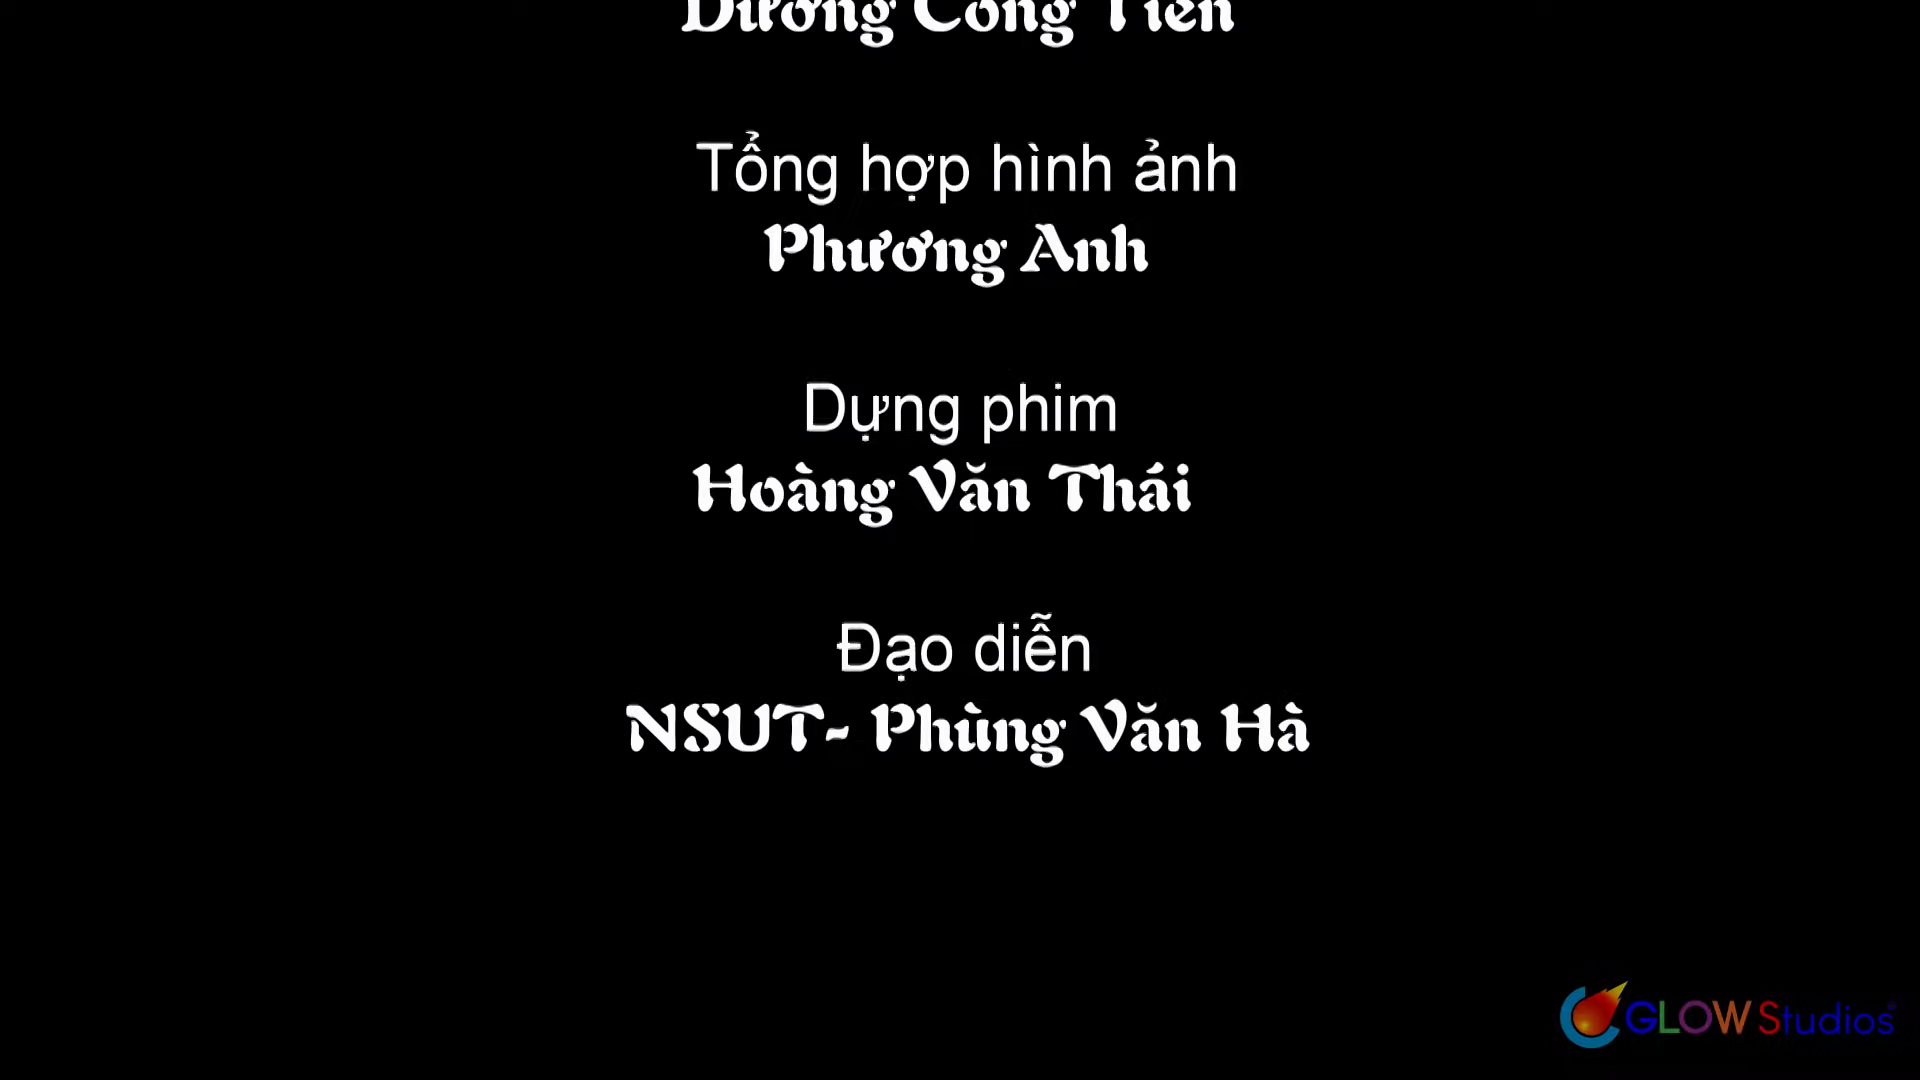 Công
Tổng hợp hình ảnh
Phương Anh
Dựng phim
Hoàng Văn Thái
Đạo diễn
NSUT- Phùng Văn Hà
GLOW Studios